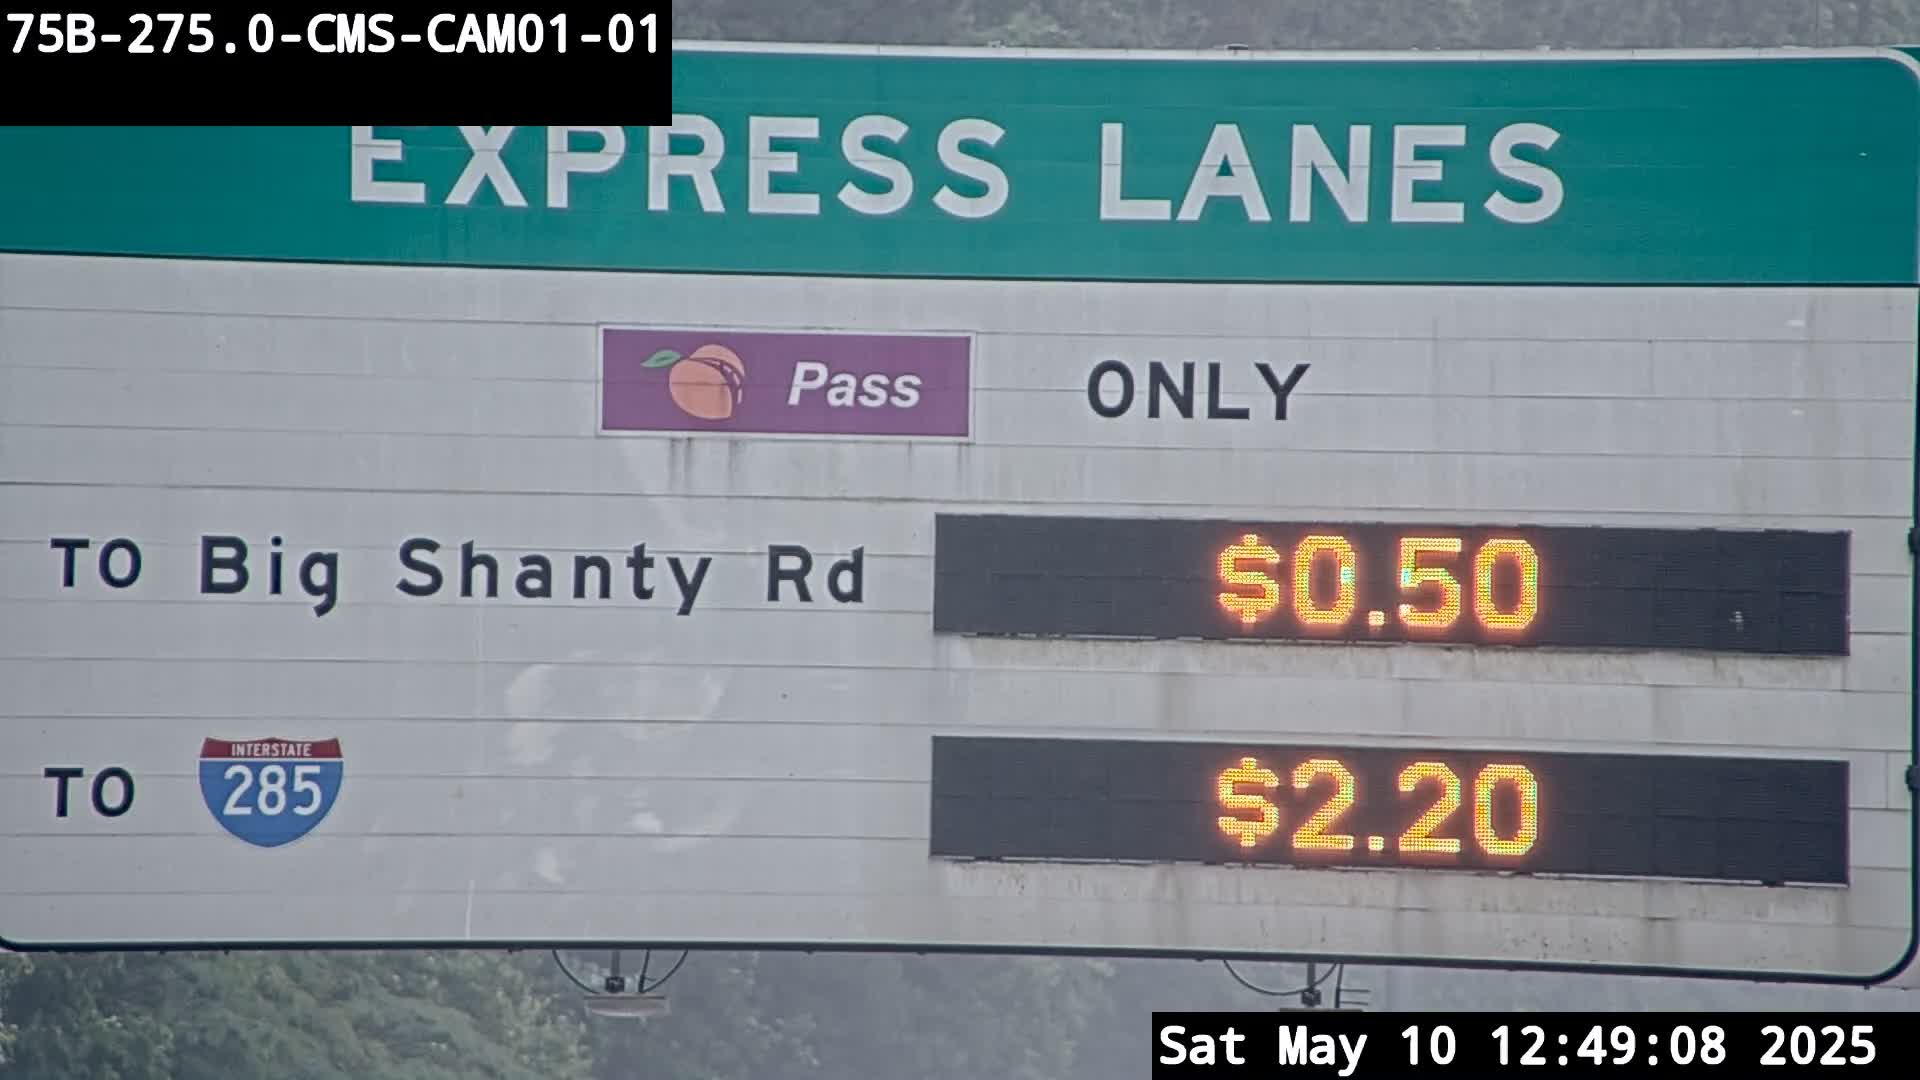 75B-275.0-CMS-CAM01-01
EXPRESS LANES
Pass ONLY
TO Big Shanty Rd $0.50
TO INTERSTATE 285 $2.20
Sat May 10 12:49:08 2025